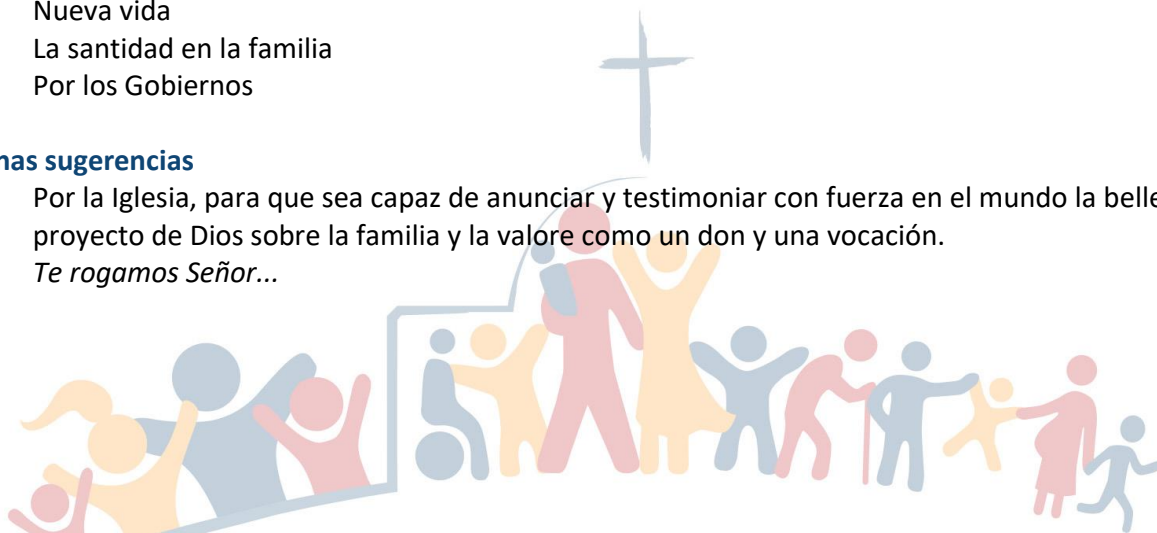 Nueva vida
La santidad en la familia
Por los Gobiernos
sugerencias
Por la Iglesia, para que sea capaz de anunciar y testimoniar con fuerza en el mundo la
proyecto de Dios sobre la familia y la valore como un don y una vocación.
Te rogamos Señor...